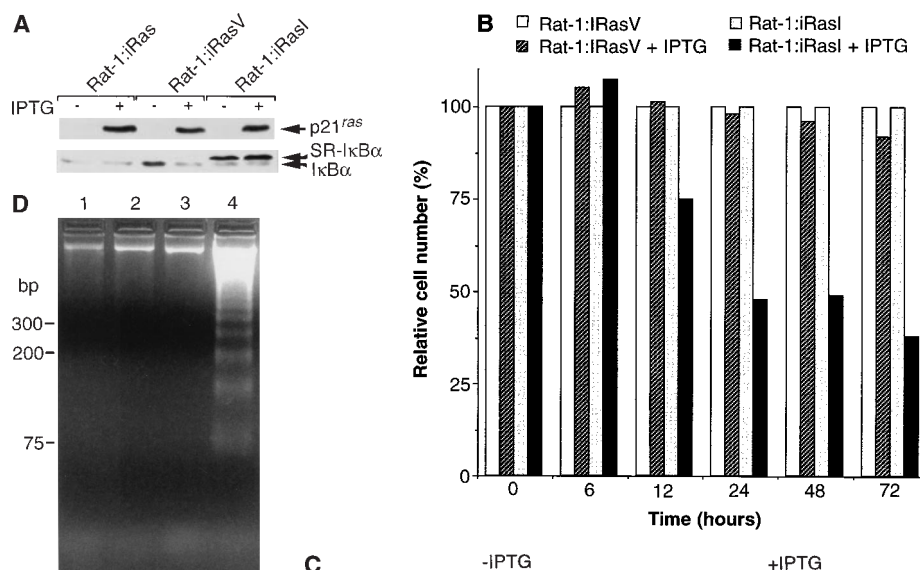 A
Rat-1:iRas
Rat-1:iRasV
Rat-1:iRasI
IPTG - + - + - +
p21ras
SR-IκBα
IκBα
D
1 2 3 4
bp
300
200
75
B
Rat-1:IRasV
Rat-1:iRasI
Rat-1:IRasV + IPTG
Rat-1:iRasI + IPTG
Relative cell number (%)
100
75
50
25
0
0 6 12 24 48 72
Time (hours)
C
-IPTG
+IPTG